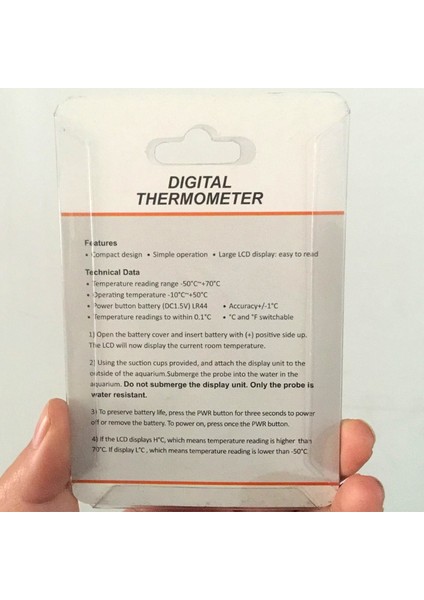 DIGITAL
THERMOMETER
Features
• Compact design • Simple operation • Large LCD display: easy to read
Technical Data
• Temperature reading range -50°C~+70°C
• Operating temperature -10°C~+50°C
• Power button battery (DC1.5V) LR44 • Accuracy+/-1°C
• Temperature readings to within 0.1°C • °C and °F switchable
1) Open the battery cover and insert battery with (+) positive side up.
The LCD will now display the current room temperature.
2) Using the suction cups provided, and attach the display unit to the
outside of the aquarium.Submerge the probe into the water in the
aquarium. Do not submerge the display unit. Only the probe is
water resistant.
3) To preserve battery life, press the PWR button for three seconds to power
off or remove the battery. To power on, press once the PWR button.
4) If the LCD displays H°C, which means temperature reading is higher than
70°C. If display L°C , which means temperature reading is lower than -50°C.